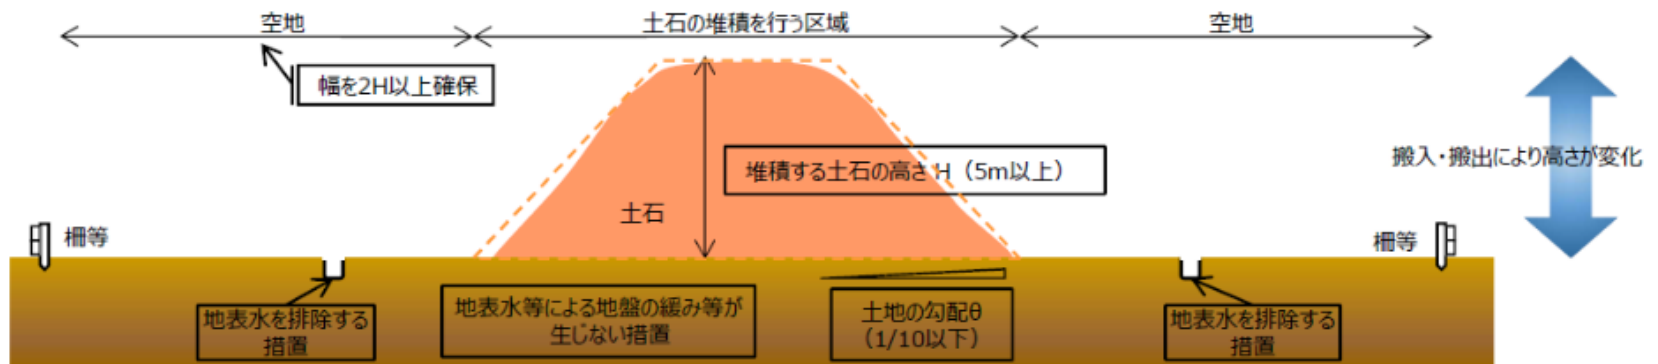 空地
土石の堆積を行う区域
空地
幅を2H以上確保
堆積する土石の高さ H（5m以上）
搬入・搬出により高さが変化
土石
柵等
柵等
地表水を排除する
措置
地表水等による地盤の緩み等が
生じない措置
土地の勾配θ
（1/10以下）
地表水を排除する
措置